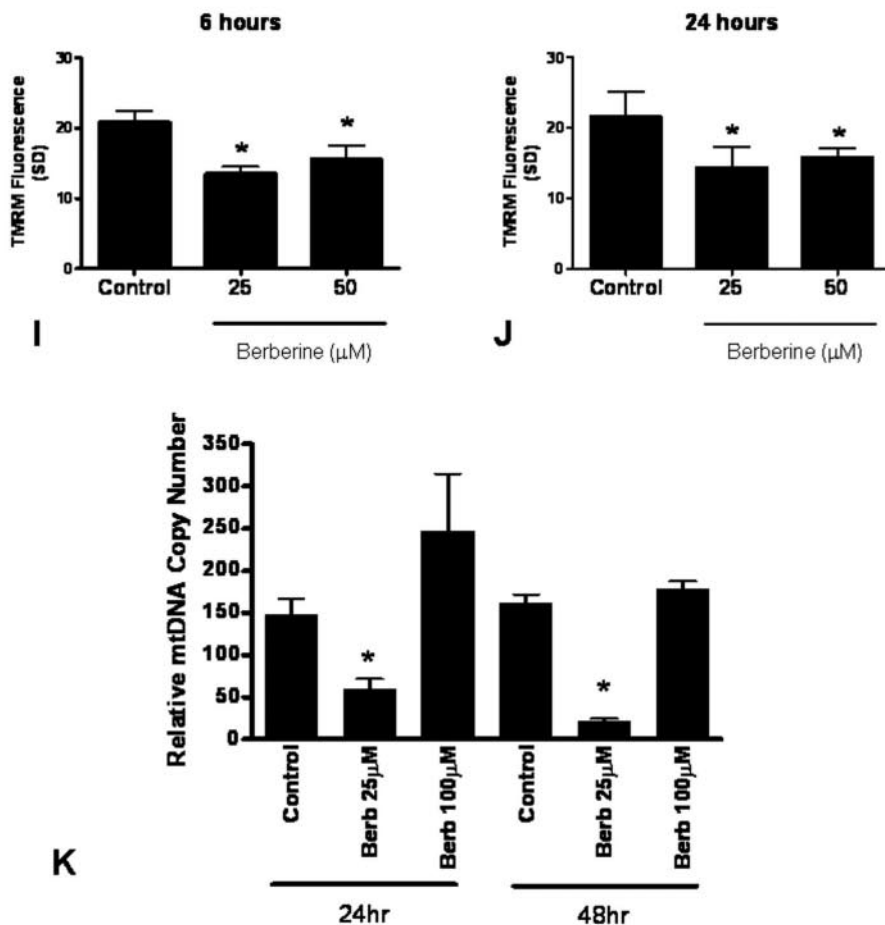 6 hours
TMRM Fluorescence
(SD)
30
20
10
0
*
*
Control
25
50
Berberine (μM)
I
24 hours
TMRM Fluorescence
(SD)
30
20
10
0
*
*
Control
25
50
Berberine (μM)
J
Relative mtDNA Copy Number
350
300
250
200
150
100
50
0
*
*
Control
Berb 25μM
Berb 100μM
Control
Berb 25μM
Berb 100μM
24hr
48hr
K